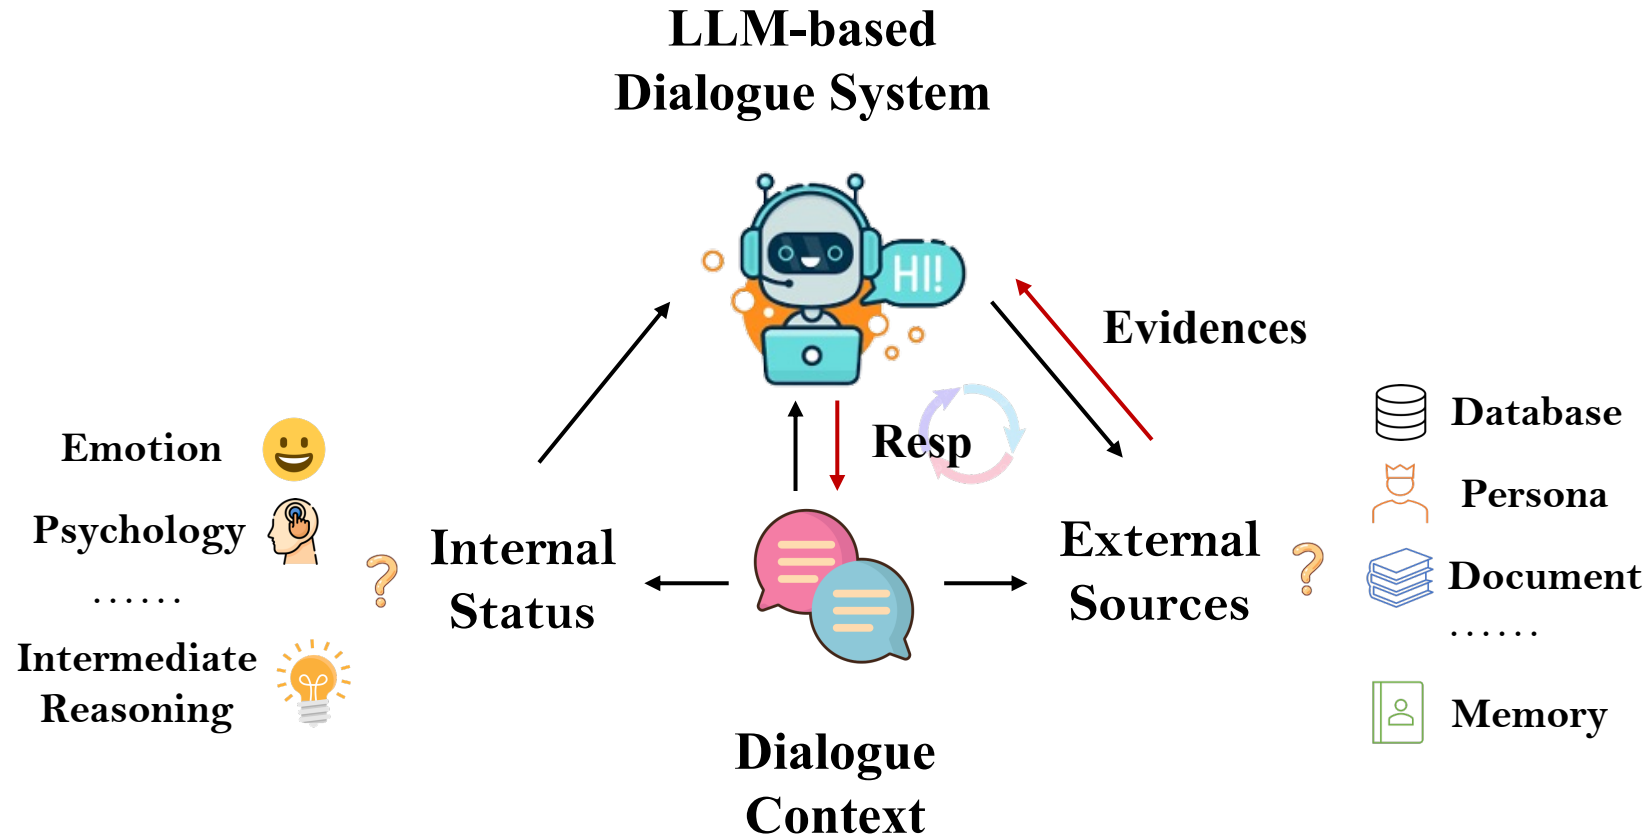 LLM-based
Dialogue System
HI!
Evidences
Resp
Emotion
Psychology
......
Intermediate
Reasoning
?
Internal
Status
External
Sources
?
Database
Persona
Document
......
Memory
Dialogue
Context